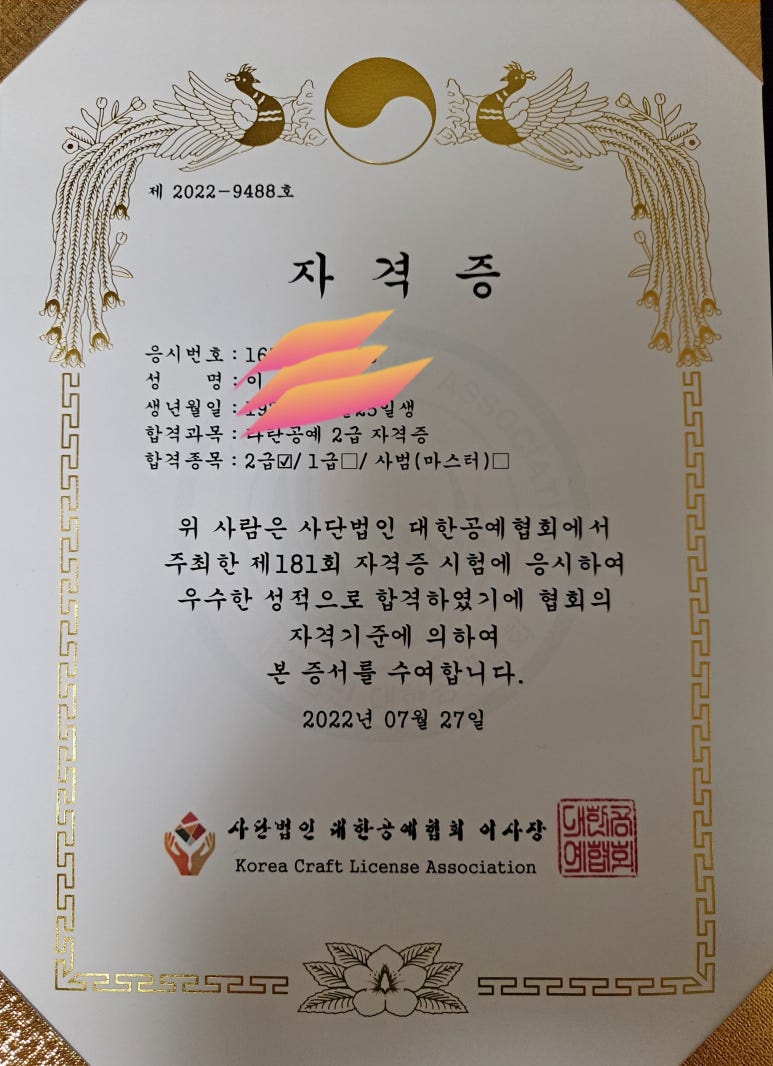 제 2022-9488호
자 격 증
응시번호 : 16
성 명 : 이
생년월일 : 25일생
합격과목 : 라탄공예 2급 자격증
합격종목 : 2급☑/ 1급□/ 사범(마스터)□
위 사람은 사단법인 대한공예협회에서
주최한 제181회 자격증 시험에 응시하여
우수한 성적으로 합격하였기에 협회의
자격기준에 의하여
본 증서를 수여합니다.
2022년 07월 27일
사단법인 대한공예협회 이사장
Korea Craft License Association
대한공
예협회